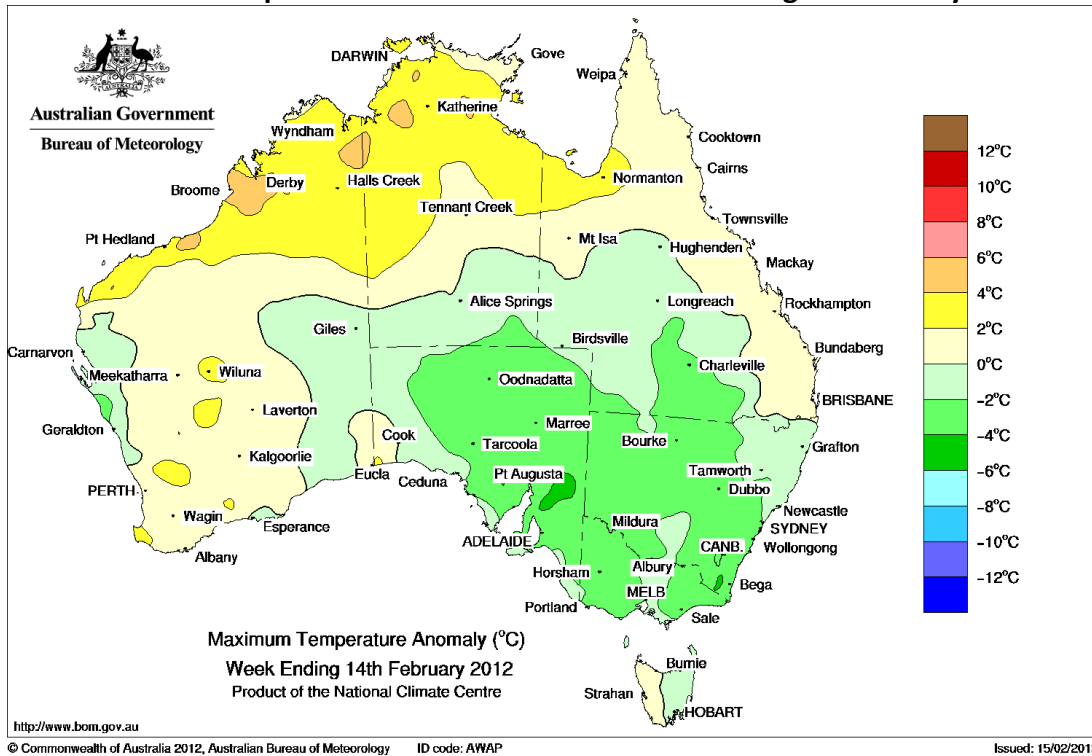 Australian Government
Bureau of Meteorology
DARWIN
Gove
Weipa
Katherine
Wyndham
Cooktown
Cairns
Broome
Derby
Halls Creek
Normanton
Tennant Creek
Townsville
Pt Hedland
Mt Isa
Hughenden
Mackay
Alice Springs
Longreach
Rockhampton
Giles
Birdsville
Carnarvon
Bundaberg
Meekatharra
Wiluna
Oodnadatta
Charleville
Laverton
BRISBANE
Geraldton
Marree
Cook
Tarcoola
Bourke
Grafton
Kalgoorlie
Eucla
Ceduna
Pt Augusta
Tamworth
PERTH
Dubbo
Wagin
Esperance
Newcastle
Mildura
SYDNEY
ADELAIDE
CANB.
Wollongong
Albany
Horsham
Albury
MELB
Bega
Portland
Sale
Burnie
Strahan
HOBART
12°C
10°C
8°C
6°C
4°C
2°C
0°C
-2°C
-4°C
-6°C
-8°C
-10°C
-12°C
Maximum Temperature Anomaly (°C)
Week Ending 14th February 2012
Product of the National Climate Centre
http://www.bom.gov.au
© Commonwealth of Australia 2012, Australian Bureau of Meteorology ID code: AWAP Issued: 15/02/201